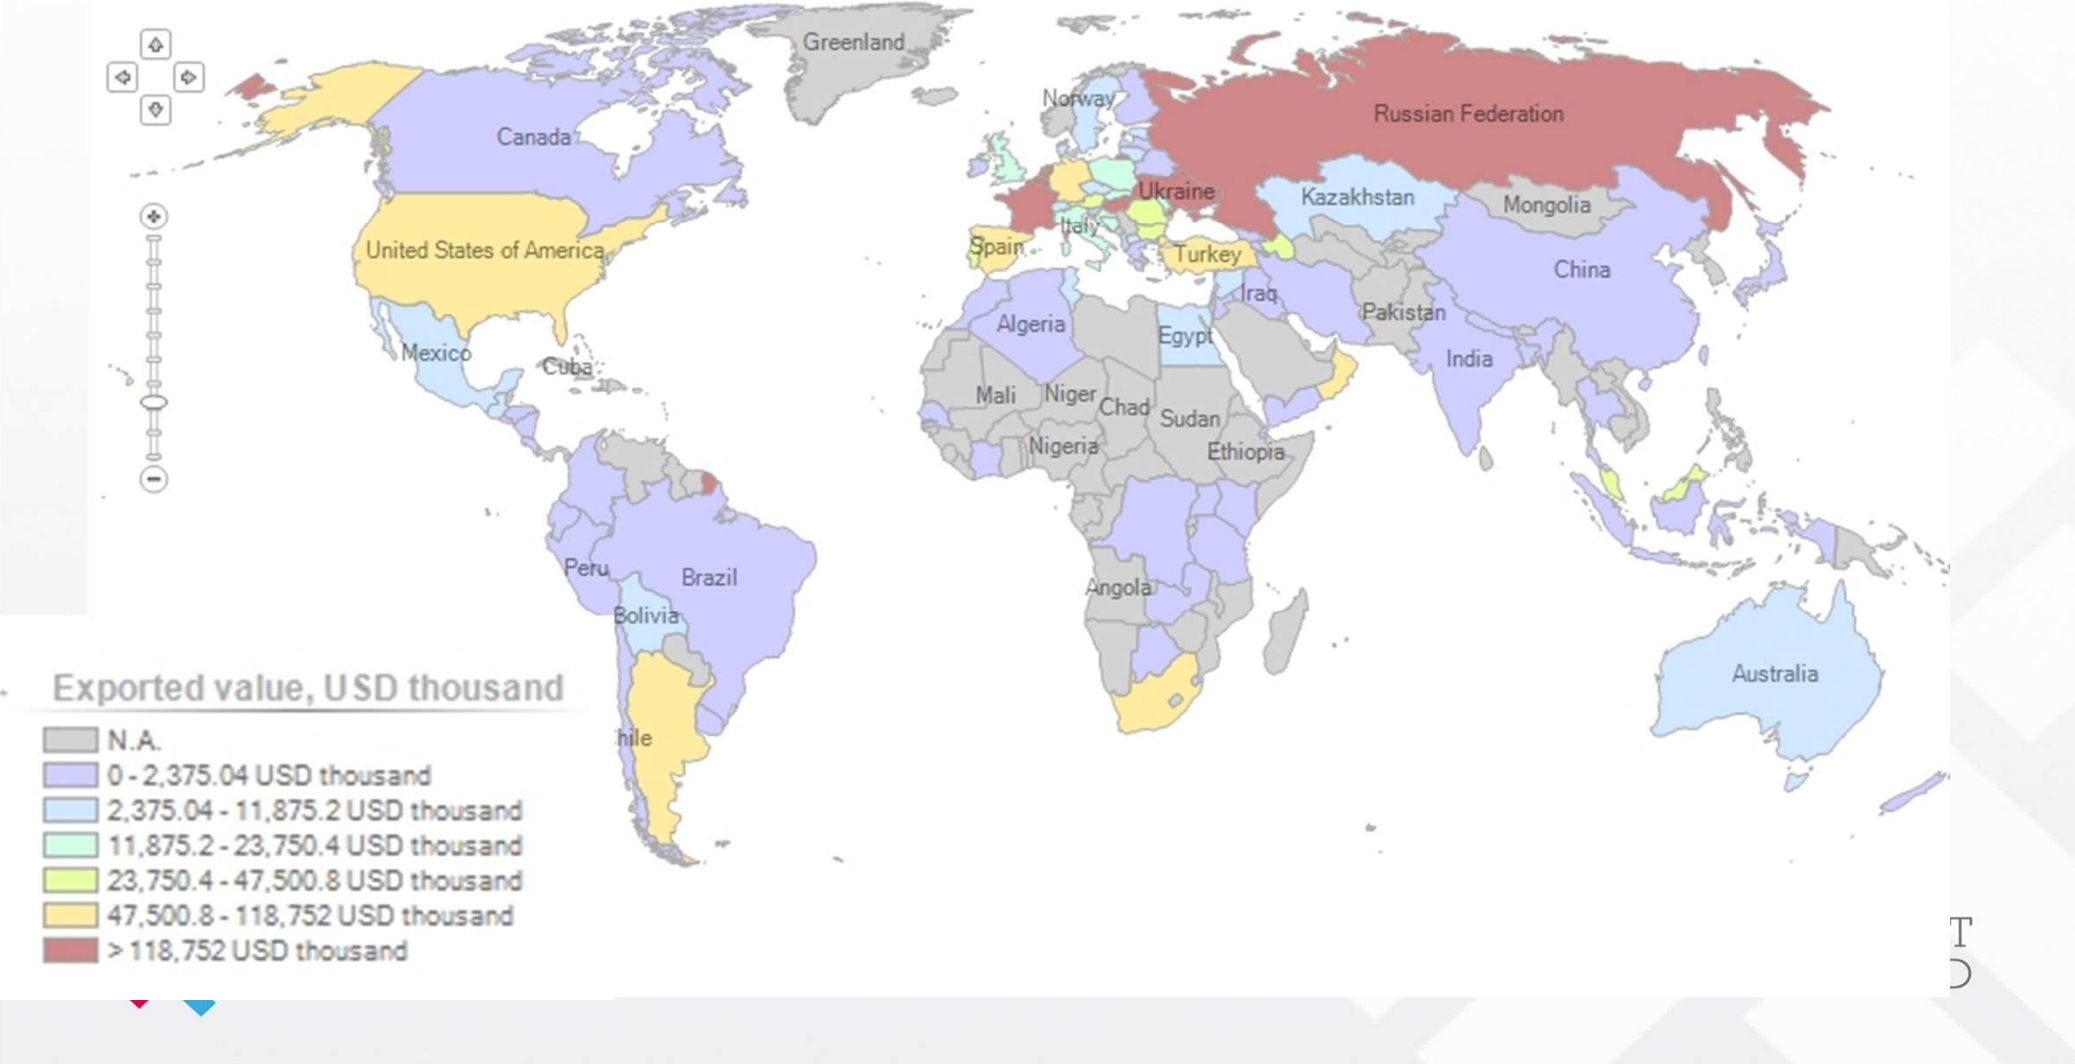 Greenland
Norway
Canada
Russian Federation
Ukraine
Kazakhstan
Mongolia
Italy
United States of America
Spain
Turkey
China
Iraq
Algeria
Pakistan
Egypt
Mexico
India
Cuba
Mali
Niger
Chad
Sudan
Nigeria
Ethiopia
Peru
Brazil
Angola
Bolivia
Australia
hile
Exported value, USD thousand
N.A.
0 - 2,375.04 USD thousand
2,375.04 - 11,875.2 USD thousand
11,875.2 - 23,750.4 USD thousand
23,750.4 - 47,500.8 USD thousand
47,500.8 - 118,752 USD thousand
> 118,752 USD thousand
T